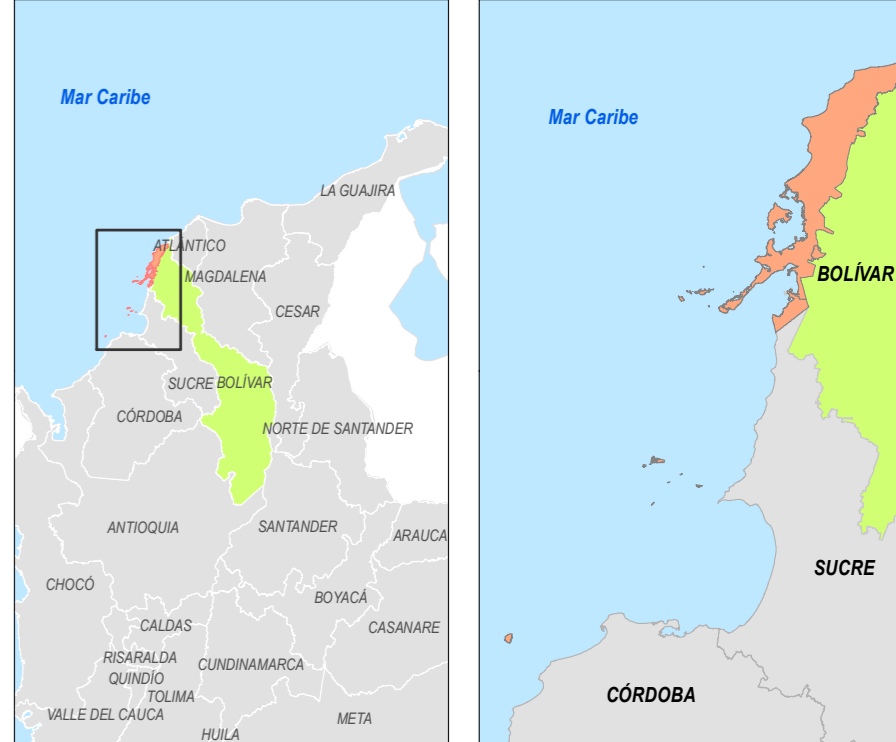 Mar Caribe
LA GUAJIRA
ATLÁNTICO
MAGDALENA
CESAR
SUCRE
BOLÍVAR
CÓRDOBA
NORTE DE SANTANDER
ANTIOQUIA
SANTANDER
ARAUCA
CHOCÓ
BOYACÁ
CALDAS
CASANARE
RISARALDA
CUNDINAMARCA
QUINDÍO
TOLIMA
VALLE DEL CAUCA
META
HUILA
Mar Caribe
BOLÍVAR
SUCRE
CÓRDOBA